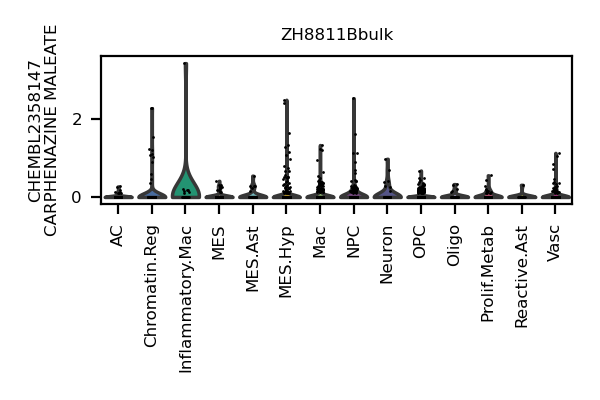 ZH8811Bbulk
CHEMBL2358147
CARPHENAZINE MALEATE
2
0
AC
Chromatin.Reg
Inflammatory.Mac
MES
MES.Ast
MES.Hyp
Mac
NPC
Neuron
OPC
Oligo
Prolif.Metab
Reactive.Ast
Vasc